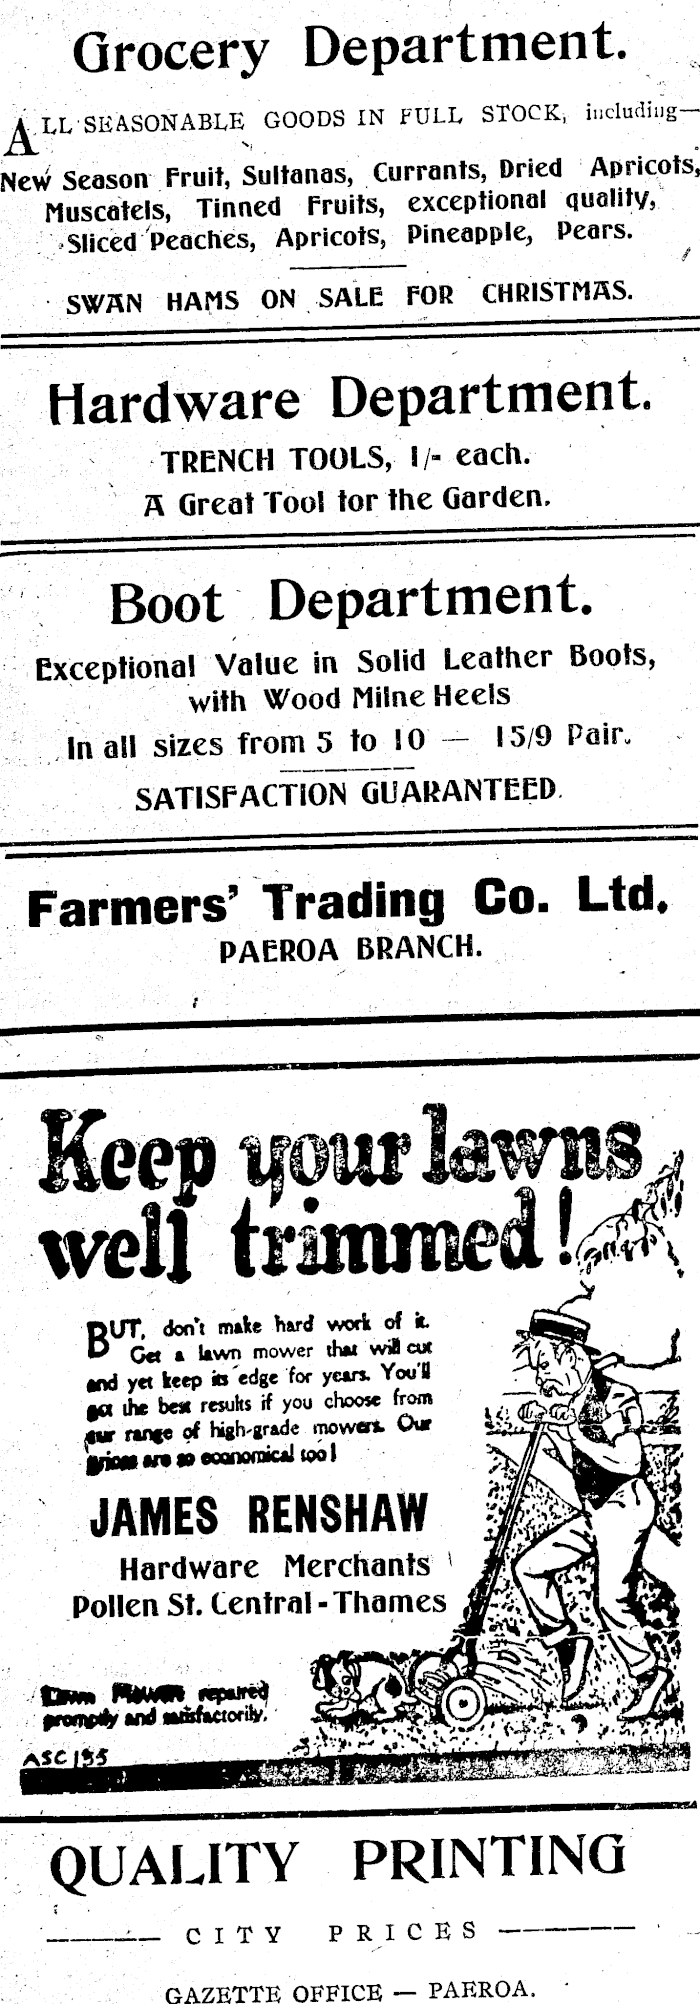 Grocery Department.
ALL SEASONABLE GOODS IN FULL STOCK, including—
New Season Fruit, Sultanas, Currants, Dried Apricots,
Muscatels, Tinned Fruits, exceptional quality,
Sliced Peaches, Apricots, Pineapple, Pears.
SWAN HAMS ON SALE FOR CHRISTMAS.
Hardware Department.
TRENCH TOOLS, 1/- each.
A Great Tool for the Garden.
Boot Department.
Exceptional Value in Solid Leather Boots,
with Wood Milne Heels
In all sizes from 5 to 10 — 15/9 Pair.
SATISFACTION GUARANTEED.
Farmers' Trading Co. Ltd.
PAEROA BRANCH.
Keep your lawns
well trimmed!
BUT, don't make hard work of it.
Get a lawn mower that will cut
and yet keep its edge for years. You'll
get the best results if you choose from
our range of high-grade mowers. Our
prices are so economical too!
JAMES RENSHAW
Hardware Merchants
Pollen St. Central - Thames
Lawn Mowers repaired
promptly and satisfactorily.
ASC 135
QUALITY PRINTING
CITY PRICES
GAZETTE OFFICE — PAEROA.